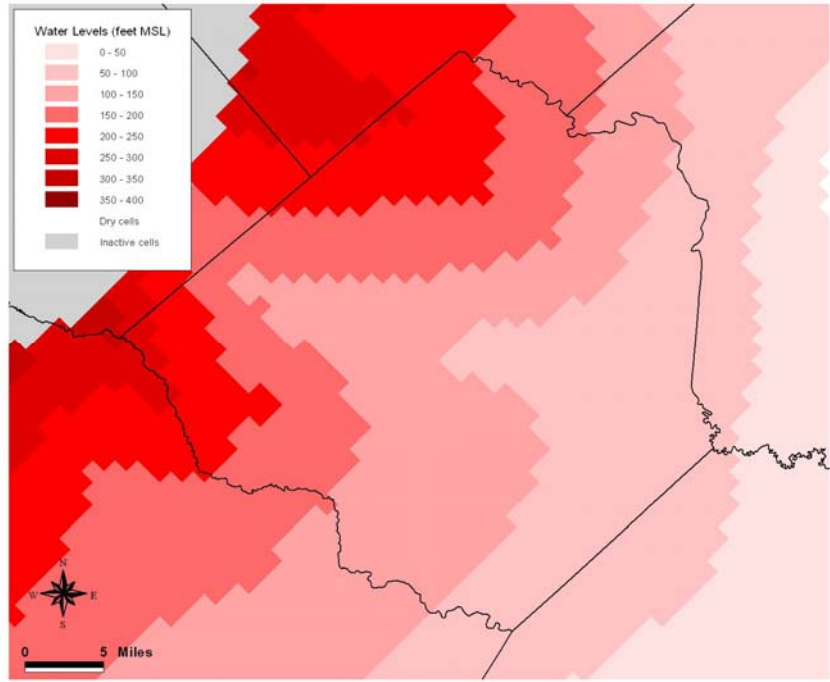 Water Levels (feet MSL)
0 - 50
50 - 100
100 - 150
150 - 200
200 - 250
250 - 300
300 - 350
350 - 400
Dry cells
Inactive cells
N
W E
S
0 5 Miles